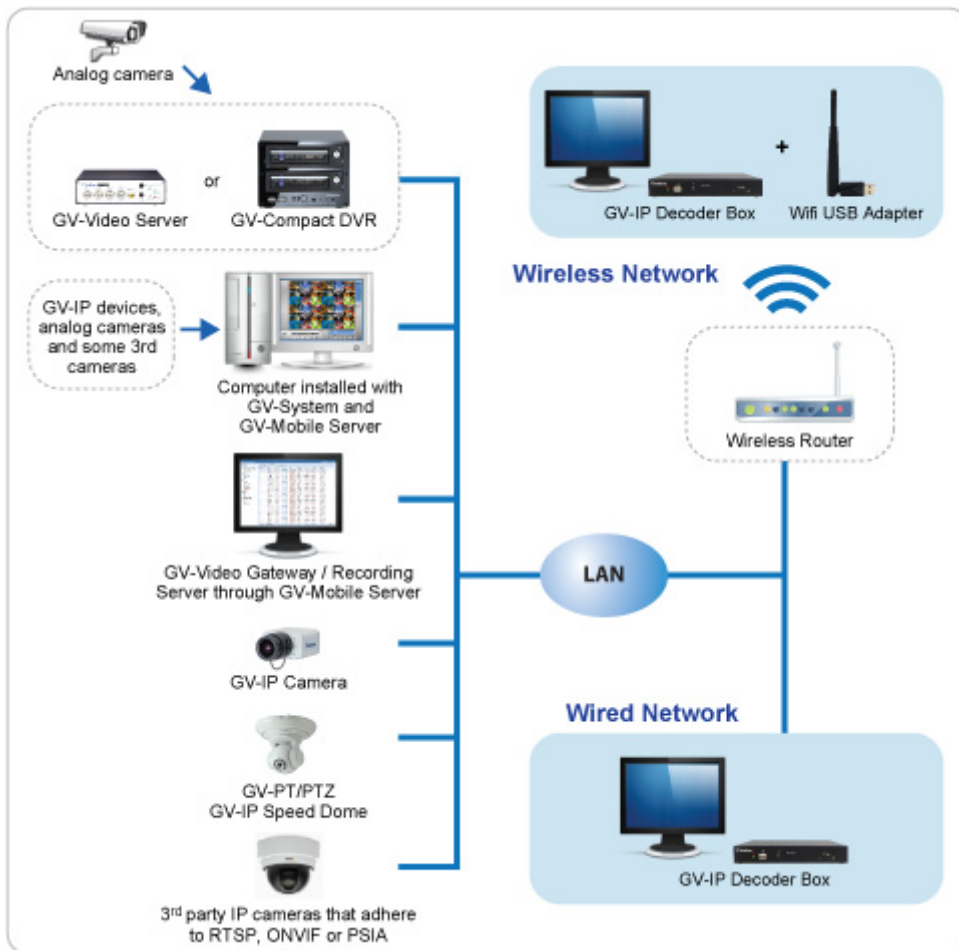 Analog camera
GV-Video Server
or
GV-Compact DVR
GV-IP devices,
analog cameras
and some 3rd
cameras
Computer installed with
GV-System and
GV-Mobile Server
GV-Video Gateway / Recording
Server through GV-Mobile Server
GV-IP Camera
GV-PT/PTZ
GV-IP Speed Dome
3rd party IP cameras that adhere
to RTSP, ONVIF or PSIA
LAN
+
GV-IP Decoder Box
Wifi USB Adapter
Wireless Network
Wireless Router
Wired Network
GV-IP Decoder Box